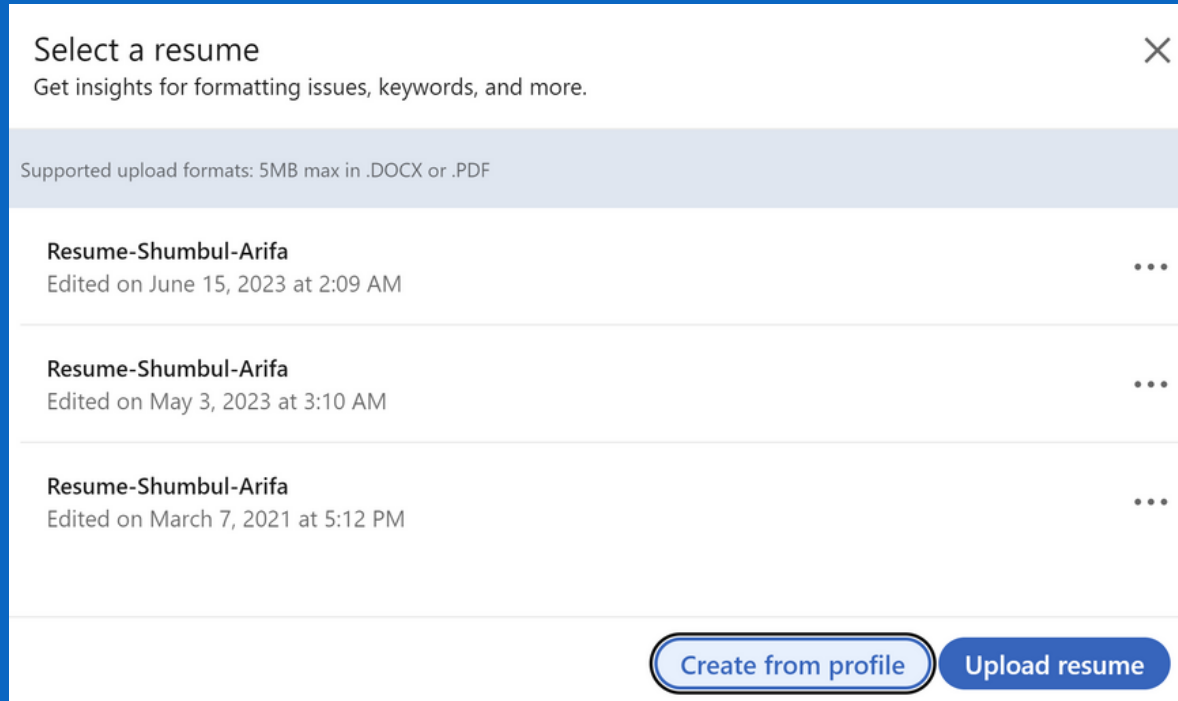 Select a resume
Get insights for formatting issues, keywords, and more.
Supported upload formats: 5MB max in .DOCX or .PDF
Resume-Shumbul-Arifa
Edited on June 15, 2023 at 2:09 AM
Resume-Shumbul-Arifa
Edited on May 3, 2023 at 3:10 AM
Resume-Shumbul-Arifa
Edited on March 7, 2021 at 5:12 PM
Create from profile Upload resume